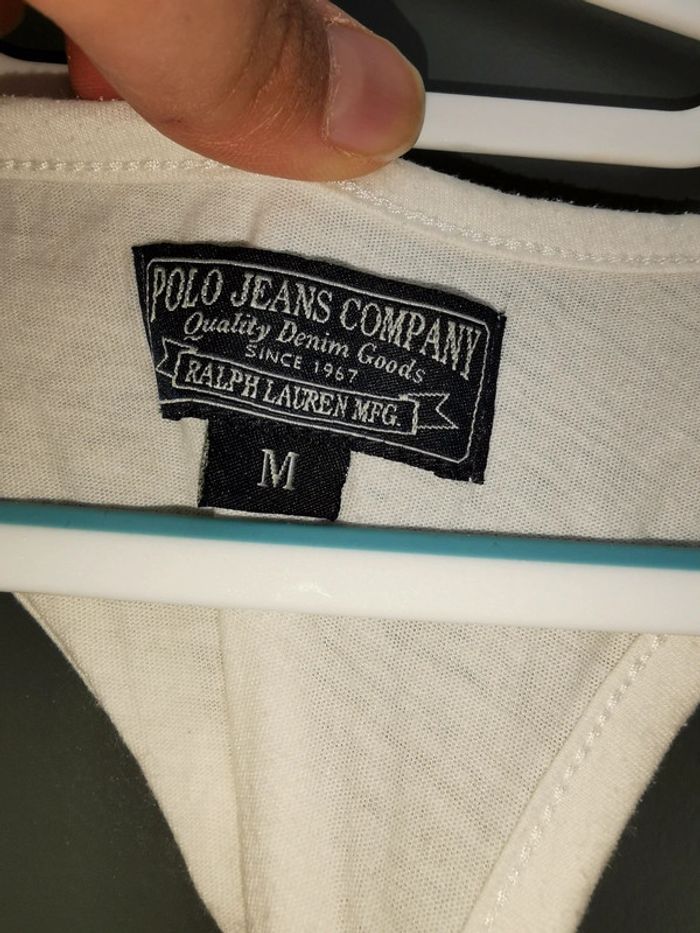 POLO JEANS COMPANY
Quality Denim Goods
SINCE 1967
RALPH LAUREN MFG.
M